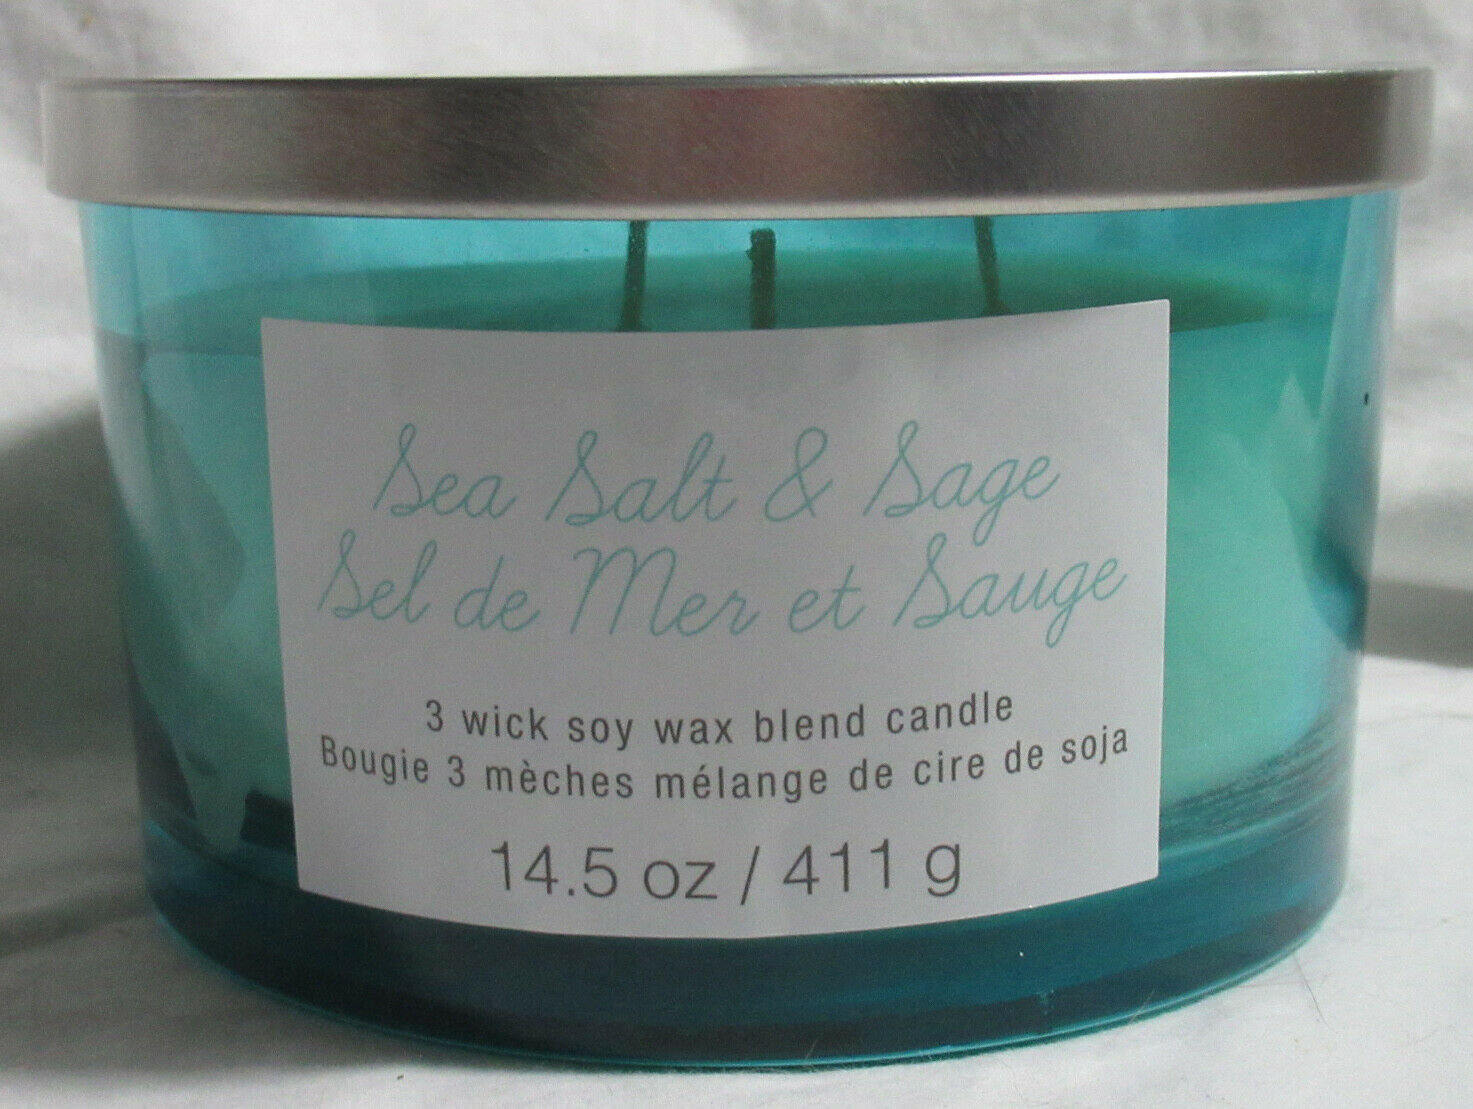 Sea Salt & Sage
Sel de Mer et Sauge
3 wick soy wax blend candle
Bougie 3 mèches mélange de cire de soja
14.5 oz / 411 g